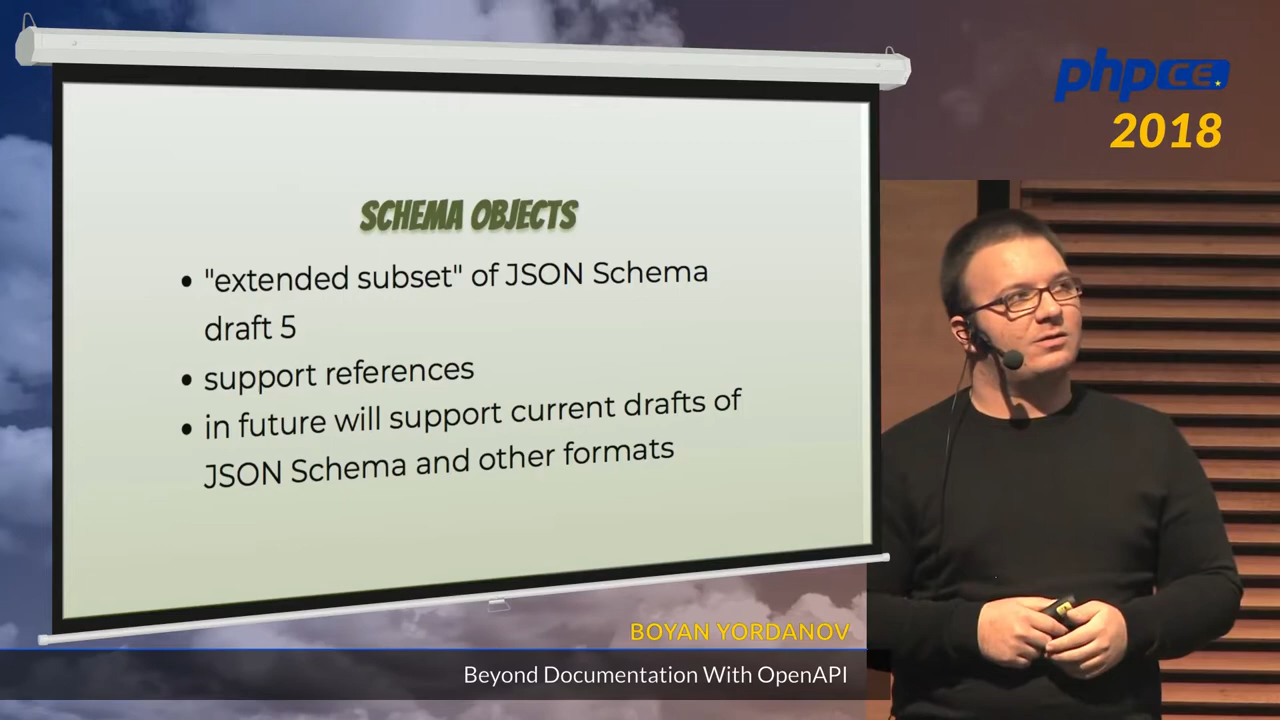 SCHEMA OBJECTS
• "extended subset" of JSON Schema
draft 5
• support references
• in future will support current drafts of
JSON Schema and other formats
phpCE
2018
BOYAN YORDANOV
Beyond Documentation With OpenAPI